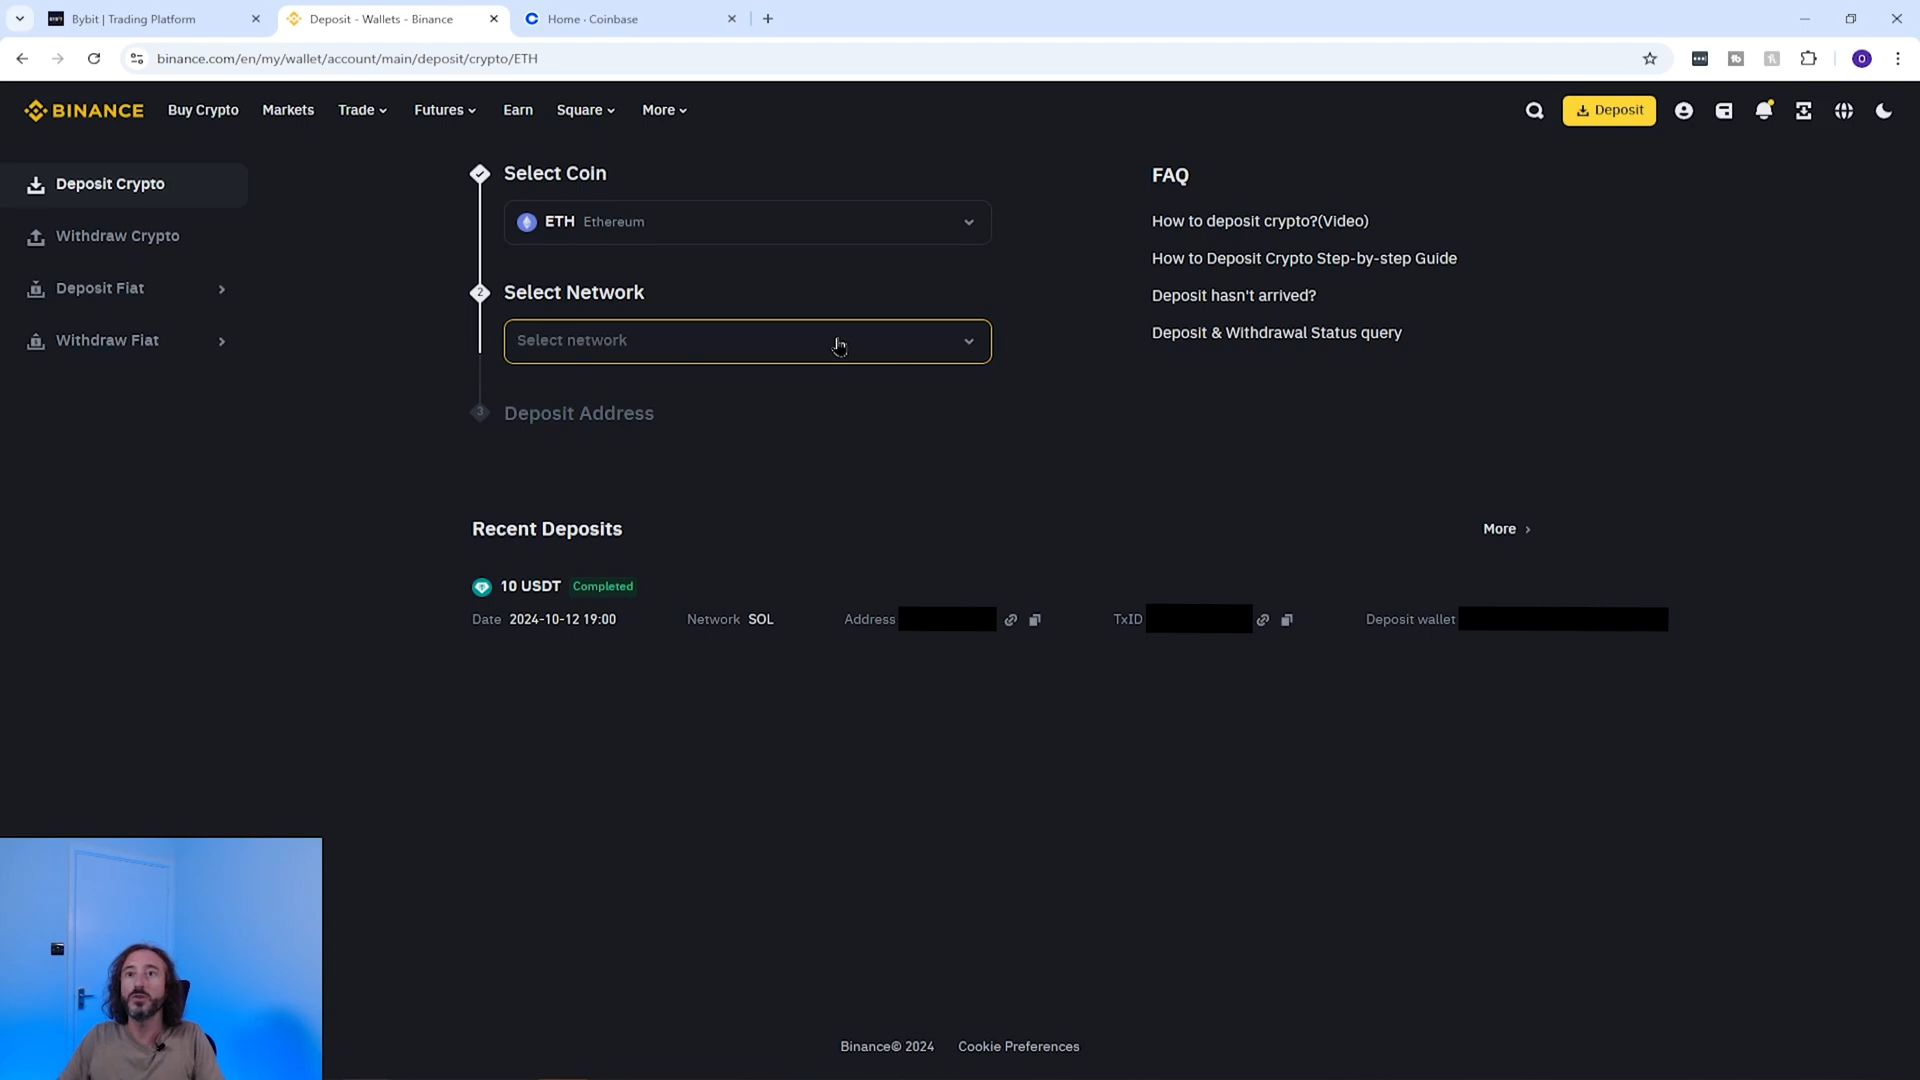 Bybit | Trading Platform
Deposit - Wallets - Binance
Home · Coinbase
binance.com/en/my/wallet/account/main/deposit/crypto/ETH
O
BINANCE
Buy Crypto
Markets
Trade
Futures
Earn
Square
More
Deposit
Deposit Crypto
Withdraw Crypto
Deposit Fiat
Withdraw Fiat
Select Coin
ETH Ethereum
2 Select Network
Select network
3 Deposit Address
FAQ
How to deposit crypto?(Video)
How to Deposit Crypto Step-by-step Guide
Deposit hasn't arrived?
Deposit & Withdrawal Status query
Recent Deposits
More
10 USDT Completed
Date 2024-10-12 19:00 Network SOL Address TxID Deposit wallet
Binance© 2024 Cookie Preferences